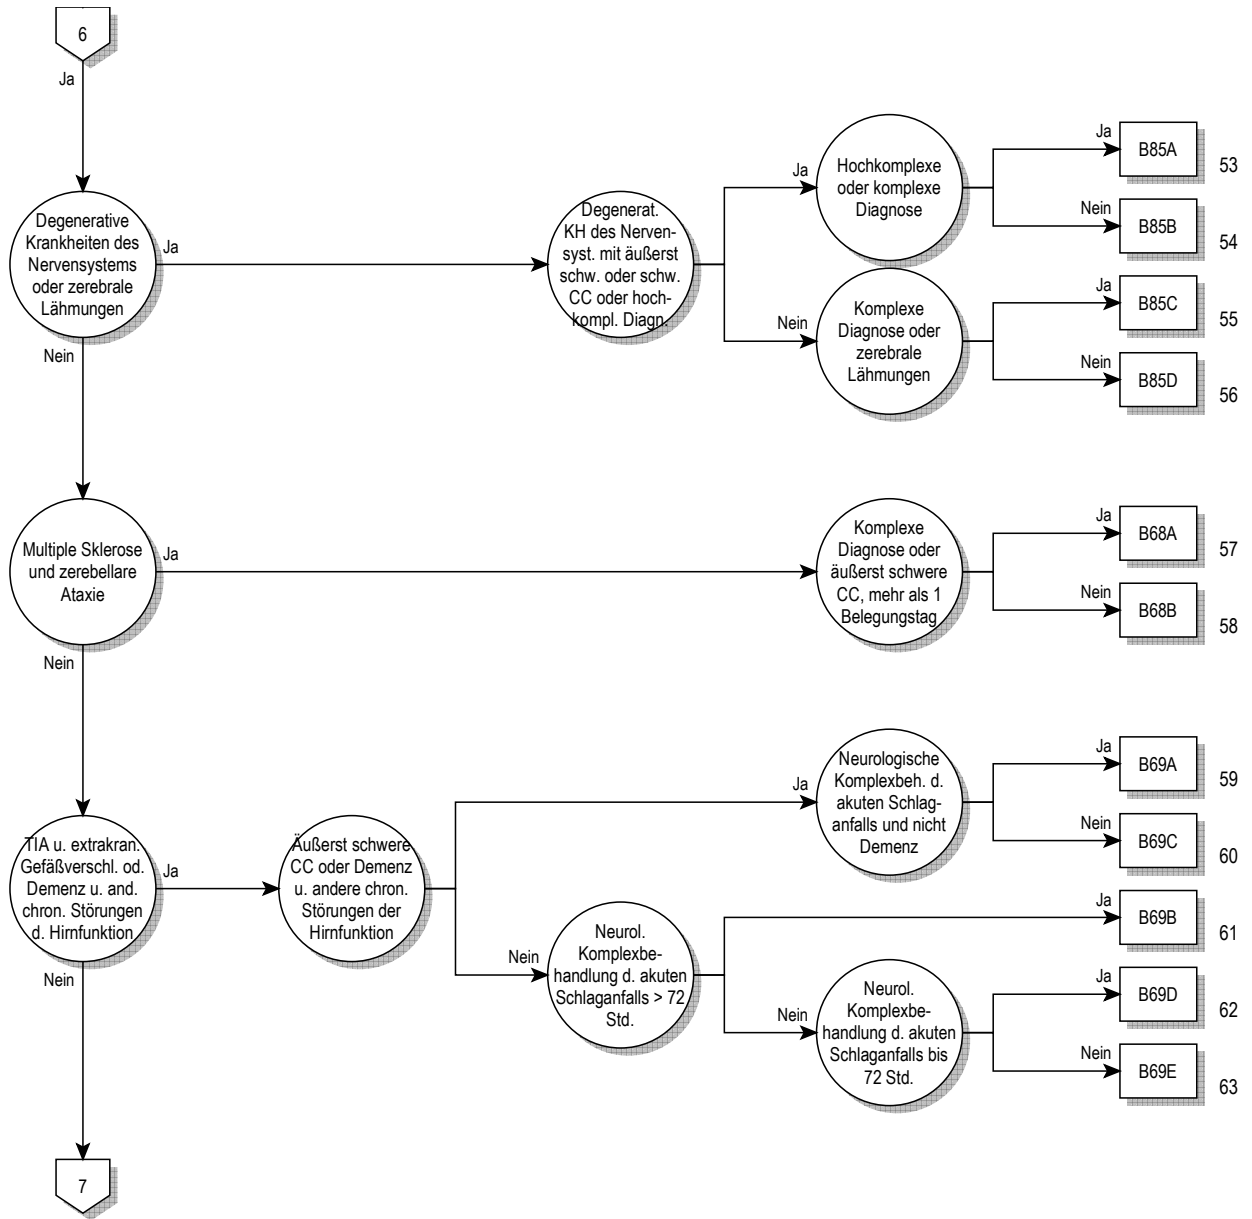 6
Ja
Degenerative
Krankheiten des
Nervensystems
oder zerebrale
Lähmungen
Ja
Nein
Degenerat.
KH des Nerven-
syst. mit äußerst
schw. oder schw.
CC oder hoch-
kompl. Diagn.
Ja
Hochkomplexe
oder komplexe
Diagnose
Ja
B85A
53
Nein
B85B
54
Nein
Komplexe
Diagnose oder
zerebrale
Lähmungen
Ja
B85C
55
Nein
B85D
56
Multiple Sklerose
und zerebellare
Ataxie
Ja
Nein
Komplexe
Diagnose oder
äußerst schwere
CC, mehr als 1
Belegungstag
Ja
B68A
57
Nein
B68B
58
TIA u. extrakran.
Gefäßverschl. od.
Demenz u. and.
chron. Störungen
d. Hirnfunktion
Ja
Nein
Äußerst schwere
CC oder Demenz
u. andere chron.
Störungen der
Hirnfunktion
Ja
Neurologische
Komplexbeh. d.
akuten Schlag-
anfalls und nicht
Demenz
Ja
B69A
59
Nein
B69C
60
Nein
Neurol.
Komplexbe-
handlung d. akuten
Schlaganfalls > 72
Std.
Ja
B69B
61
Nein
Neurol.
Komplexbe-
handlung d. akuten
Schlaganfalls bis
72 Std.
Ja
B69D
62
Nein
B69E
63
7